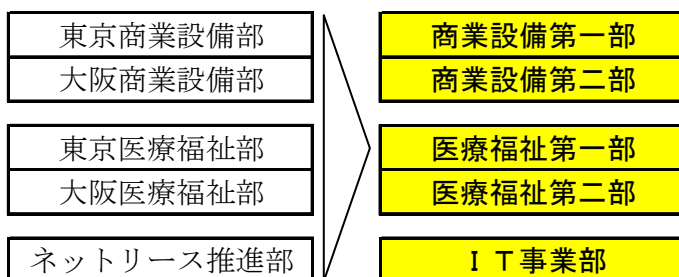 東京商業設備部 商業設備第一部
大阪商業設備部 商業設備第二部
東京医療福祉部 医療福祉第一部
大阪医療福祉部 医療福祉第二部
ネットリース推進部 ＩＴ事業部